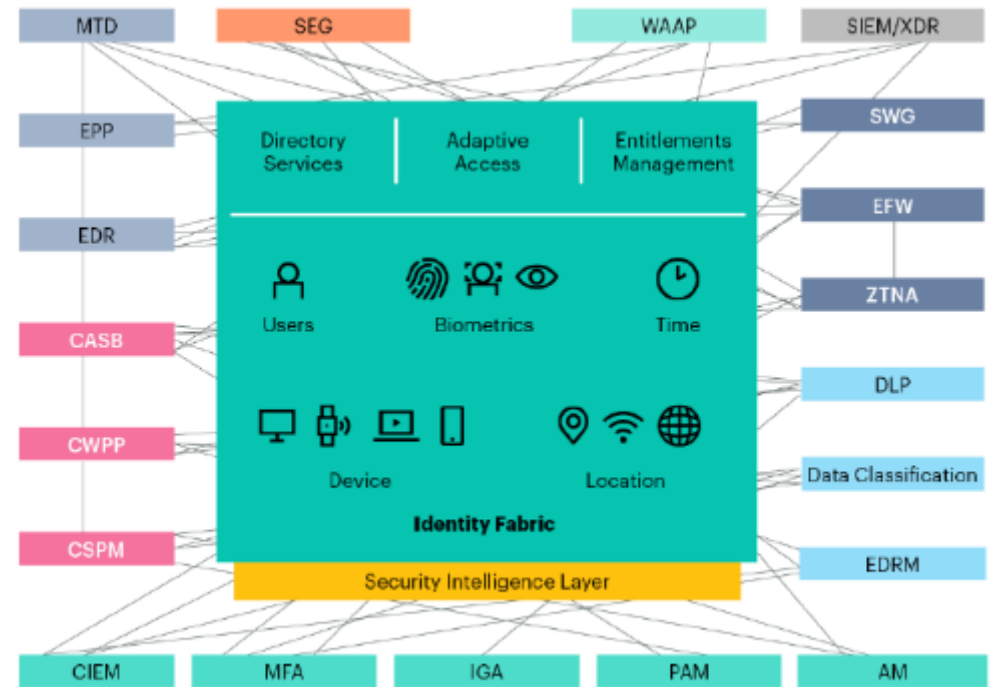 MTD
SEG
WAAP
SIEM/XDR
EPP
SWG
Directory
Services
Adaptive
Access
Entitlements
Management
EDR
EFW
Users
Biometrics
Time
ZTNA
CASB
DLP
CWPP
Device
Location
Data Classification
CSPM
Identity Fabric
EDRM
Security Intelligence Layer
CIEM
MFA
IGA
PAM
AM